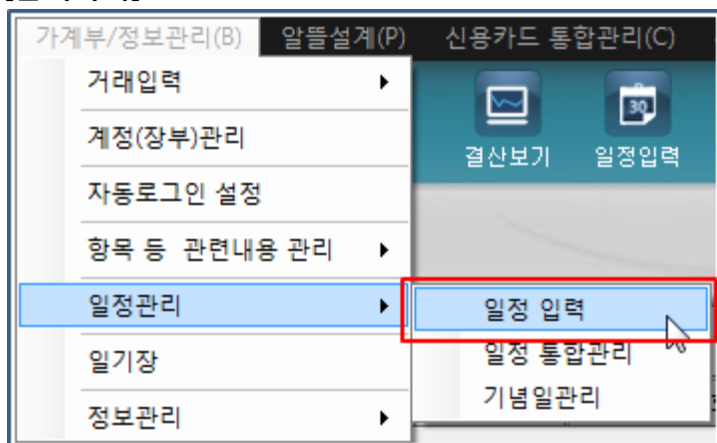 가계부/정보관리(B) 알뜰설계(P) 신용카드 통합관리(C)
거래입력
계정(장부)관리
자동로그인 설정
항목 등 관련내용 관리
일정관리
일기장
정보관리
30
결산보기 일정입력
일정 입력
일정 통합관리
기념일관리